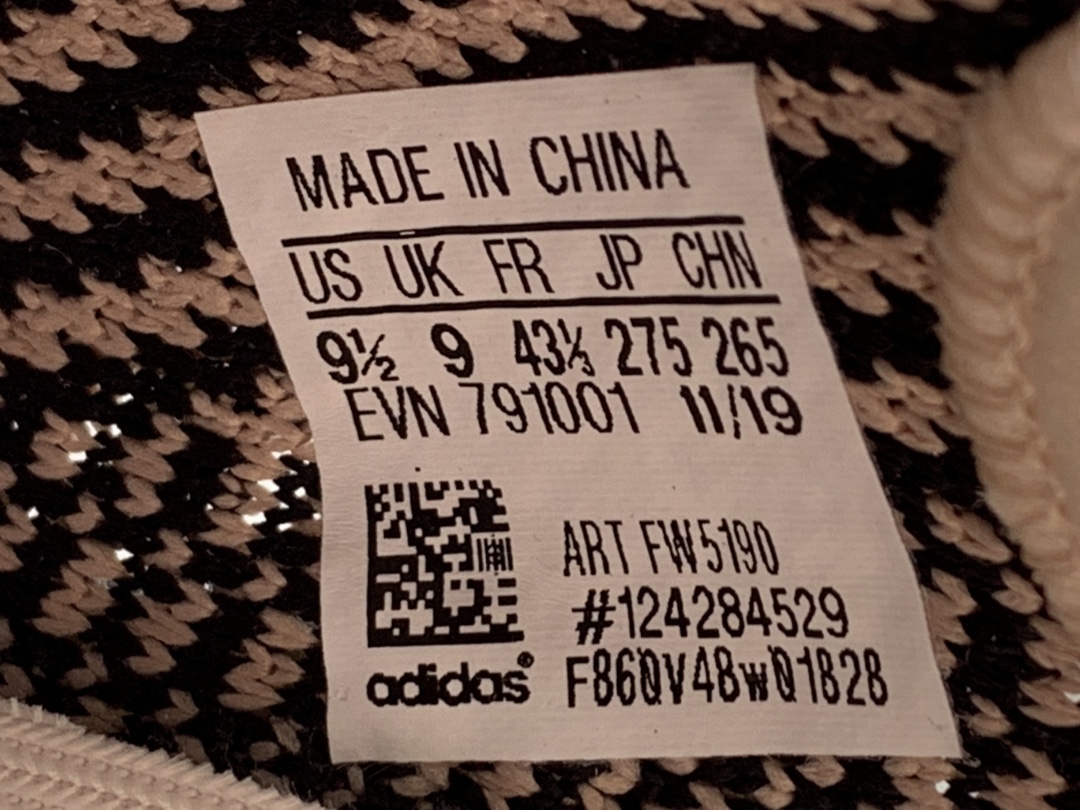 MADE IN CHINA
US UK FR JP CHN
9½ 9 43⅓ 275 265
EVN 791001 11/19
ART FW5190
#124284529
adidas® F860V48w01828